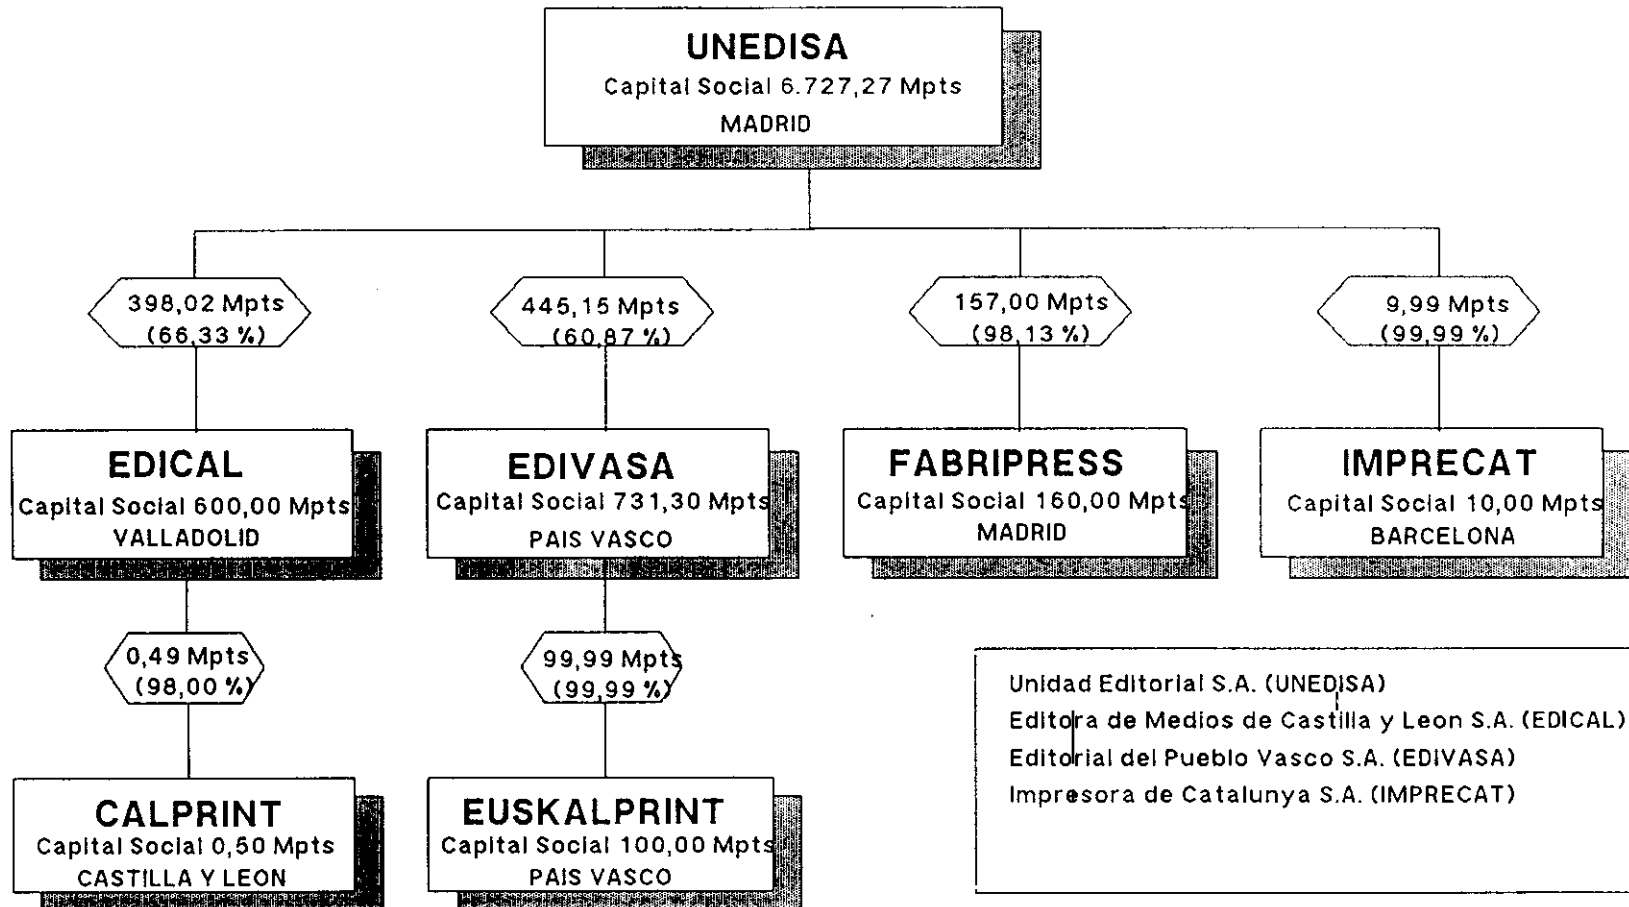 UNEDISA
Capital Social 6.727,27 Mpts
MADRID
398,02 Mpts
(66,33 %)
445,15 Mpts
(60,87 %)
157,00 Mpts
(98,13 %)
9,99 Mpts
(99,99 %)
EDICAL
Capital Social 600,00 Mpts
VALLADOLID
EDIVASA
Capital Social 731,30 Mpts
PAIS VASCO
FABRIPRESS
Capital Social 160,00 Mpts
MADRID
IMPRECAT
Capital Social 10,00 Mpts
BARCELONA
0,49 Mpts
(98,00 %)
99,99 Mpts
(99,99 %)
CALPRINT
Capital Social 0,50 Mpts
CASTILLA Y LEON
EUSKALPRINT
Capital Social 100,00 Mpts
PAIS VASCO
Unidad Editorial S.A. (UNEDISA)
Editora de Medios de Castilla y Leon S.A. (EDICAL)
Editorial del Pueblo Vasco S.A. (EDIVASA)
Impresora de Catalunya S.A. (IMPRECAT)